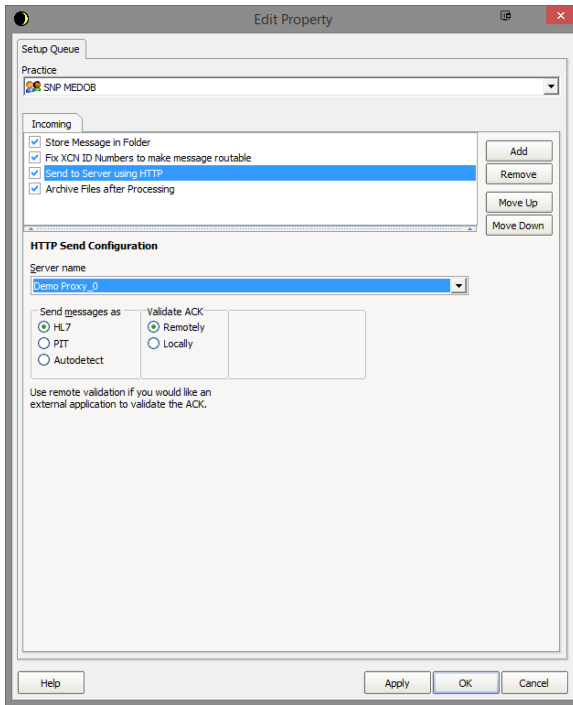 Edit Property
Setup Queue
Practice
SNP MEDOB
Incoming
Store Message in Folder
Fix XCN ID Numbers to make message routable
Send to Server using HTTP
Archive Files after Processing
Add
Remove
Move Up
Move Down
HTTP Send Configuration
Server name
Demo Proxy_0
Send messages as
HL7
PIT
Autodetect
Validate ACK
Remotely
Locally
Use remote validation if you would like an
external application to validate the ACK.
Help
Apply
OK
Cancel